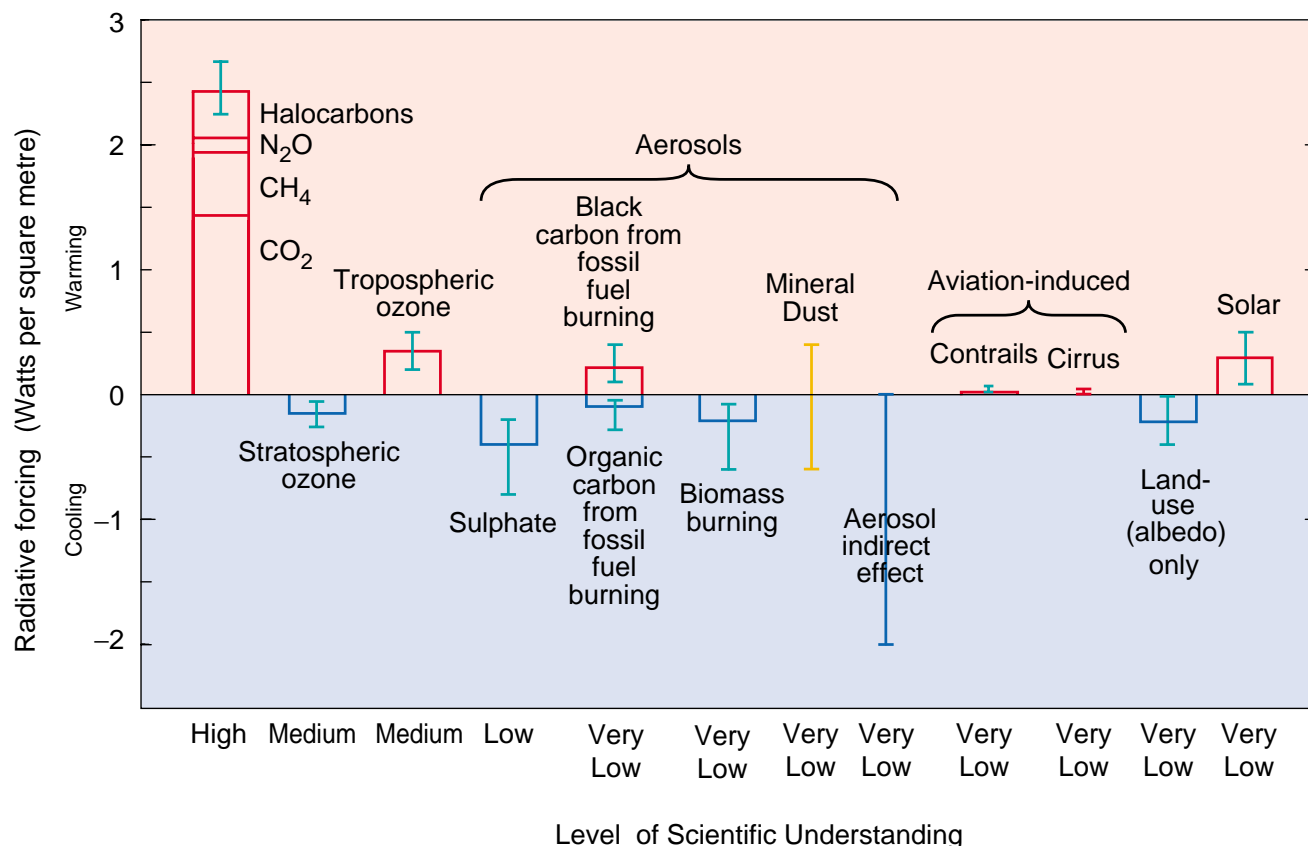 Radiative forcing (Watts per square metre)
Warming
Cooling
3
2
1
0
–1
–2
Halocarbons
N₂O
CH₄
CO₂
Stratospheric
ozone
Tropospheric
ozone
Aerosols
Sulphate
Black
carbon from
fossil
fuel
burning
Organic
carbon
from
fossil
fuel
burning
Biomass
burning
Mineral
Dust
Aerosol
indirect
effect
Aviation-induced
Contrails
Cirrus
Land-
use
(albedo)
only
Solar
High
Medium
Medium
Low
Very
Low
Very
Low
Very
Low
Very
Low
Very
Low
Very
Low
Very
Low
Very
Low
Level of Scientific Understanding